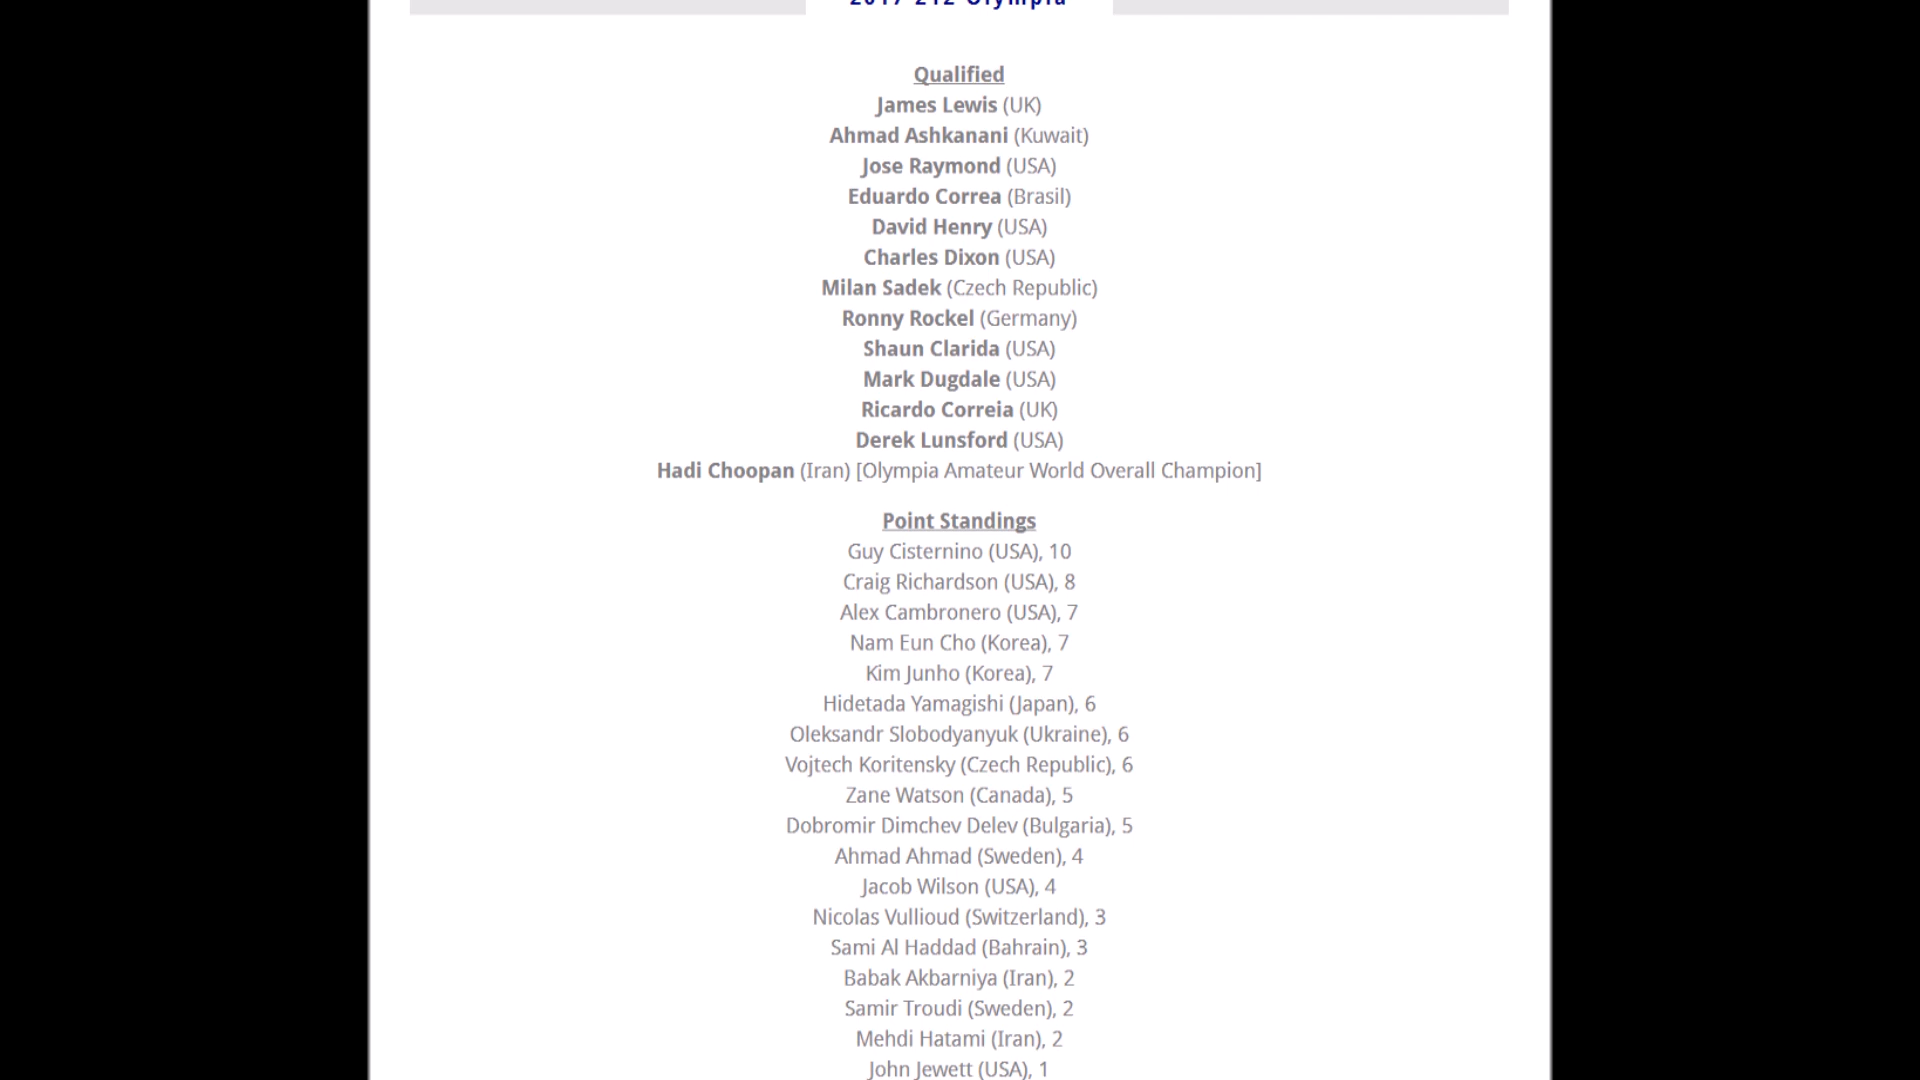 2017 212 Olympia
Qualified
James Lewis (UK)
Ahmad Ashkanani (Kuwait)
Jose Raymond (USA)
Eduardo Correa (Brasil)
David Henry (USA)
Charles Dixon (USA)
Milan Sadek (Czech Republic)
Ronny Rockel (Germany)
Shaun Clarida (USA)
Mark Dugdale (USA)
Ricardo Correia (UK)
Derek Lunsford (USA)
Hadi Choopan (Iran) [Olympia Amateur World Overall Champion]
Point Standings
Guy Cisternino (USA), 10
Craig Richardson (USA), 8
Alex Cambronero (USA), 7
Nam Eun Cho (Korea), 7
Kim Junho (Korea), 7
Hidetada Yamagishi (Japan), 6
Oleksandr Slobodyanyuk (Ukraine), 6
Vojtech Koritensky (Czech Republic), 6
Zane Watson (Canada), 5
Dobromir Dimchev Delev (Bulgaria), 5
Ahmad Ahmad (Sweden), 4
Jacob Wilson (USA), 4
Nicolas Vullioud (Switzerland), 3
Sami Al Haddad (Bahrain), 3
Babak Akbarniya (Iran), 2
Samir Troudi (Sweden), 2
Mehdi Hatami (Iran), 2
John Jewett (USA), 1